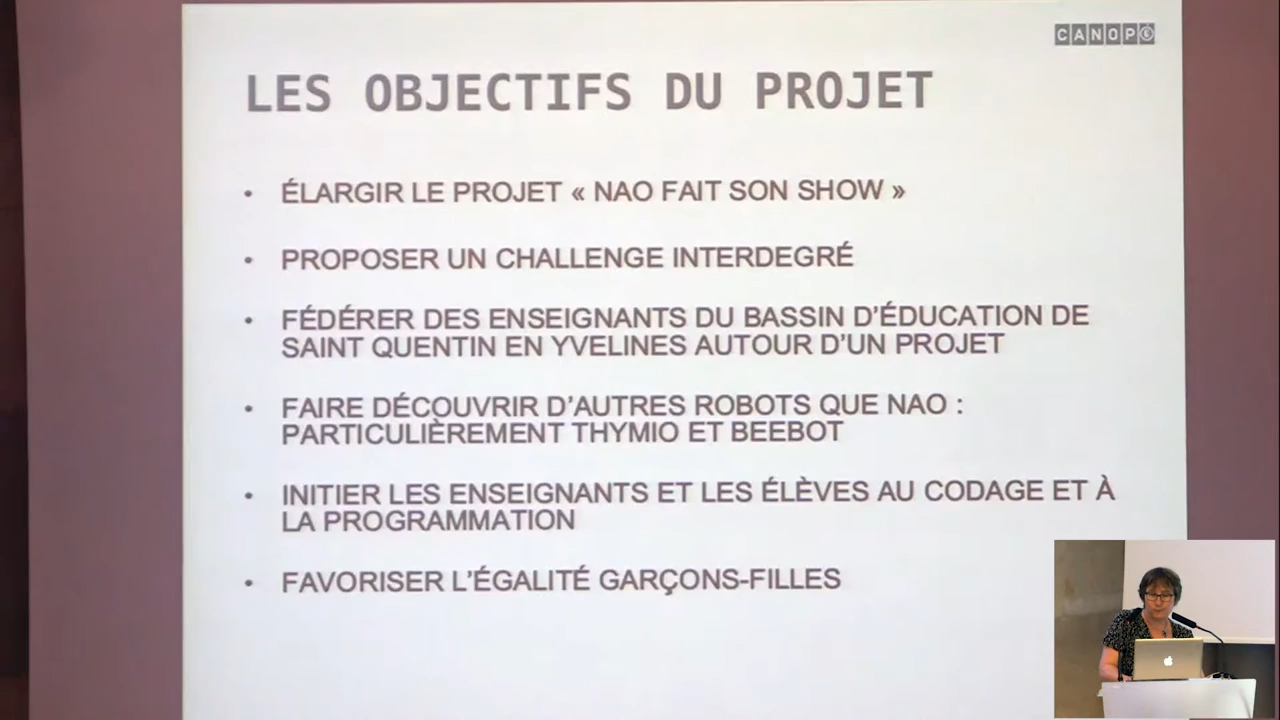 CANOPÉ
LES OBJECTIFS DU PROJET
• ÉLARGIR LE PROJET « NAO FAIT SON SHOW »
• PROPOSER UN CHALLENGE INTERDEGRÉ
• FÉDÉRER DES ENSEIGNANTS DU BASSIN D'ÉDUCATION DE
SAINT QUENTIN EN YVELINES AUTOUR D'UN PROJET
• FAIRE DÉCOUVRIR D'AUTRES ROBOTS QUE NAO :
PARTICULIÈREMENT THYMIO ET BEEBOT
• INITIER LES ENSEIGNANTS ET LES ÉLÈVES AU CODAGE ET À
LA PROGRAMMATION
• FAVORISER L'ÉGALITÉ GARÇONS-FILLES